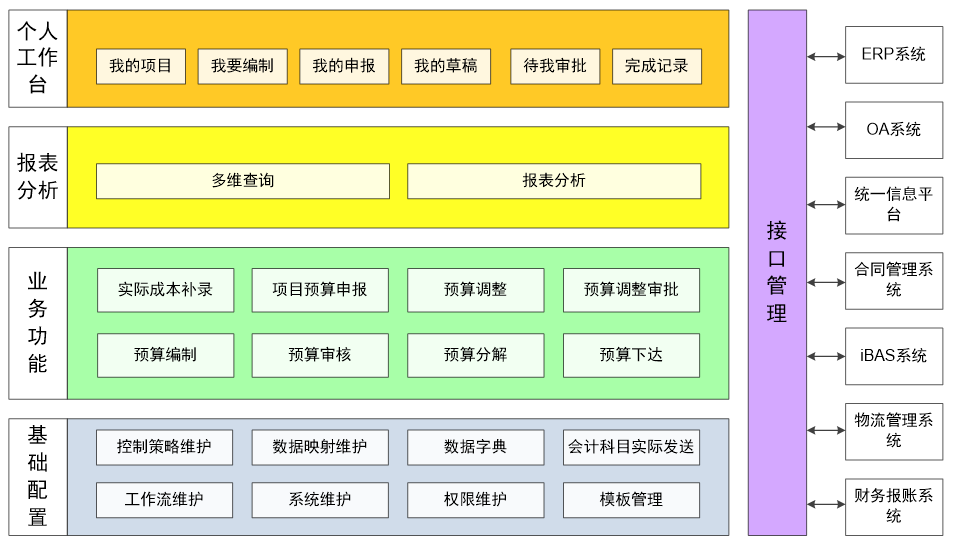 个人
工作
台
我的项目
我要编制
我的申报
我的草稿
待我审批
完成记录
报表
分析
多维查询
报表分析
业
务
功
能
实际成本补录
项目预算申报
预算调整
预算调整审批
预算编制
预算审核
预算分解
预算下达
基
础
配
置
控制策略维护
数据映射维护
数据字典
会计科目实际发送
工作流维护
系统维护
权限维护
模板管理
接
口
管
理
ERP系统
OA系统
统一信息平
台
合同管理系
统
iBAS系统
物流管理系
统
财务报账系
统